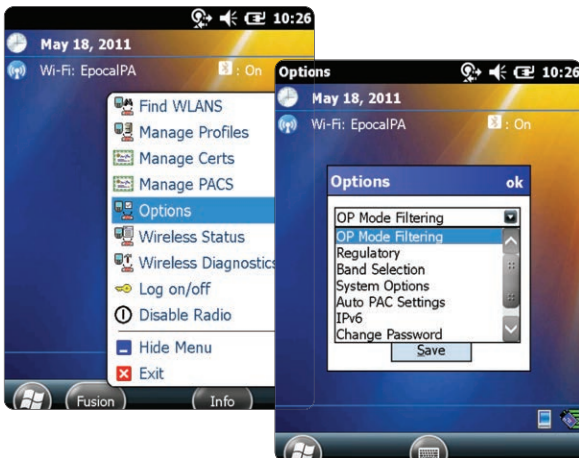 10:26
May 18, 2011
Wi-Fi: EpocalPA : On
Find WLANS
Manage Profiles
Manage Certs
Manage PACS
Options
Wireless Status
Wireless Diagnostics
Log on/off
Disable Radio
Hide Menu
Exit
Fusion Info
Options 10:26
May 18, 2011
Wi-Fi: EpocalPA : On
Options ok
OP Mode Filtering
OP Mode Filtering
Regulatory
Band Selection
System Options
Auto PAC Settings
IPv6
Change Password
Save